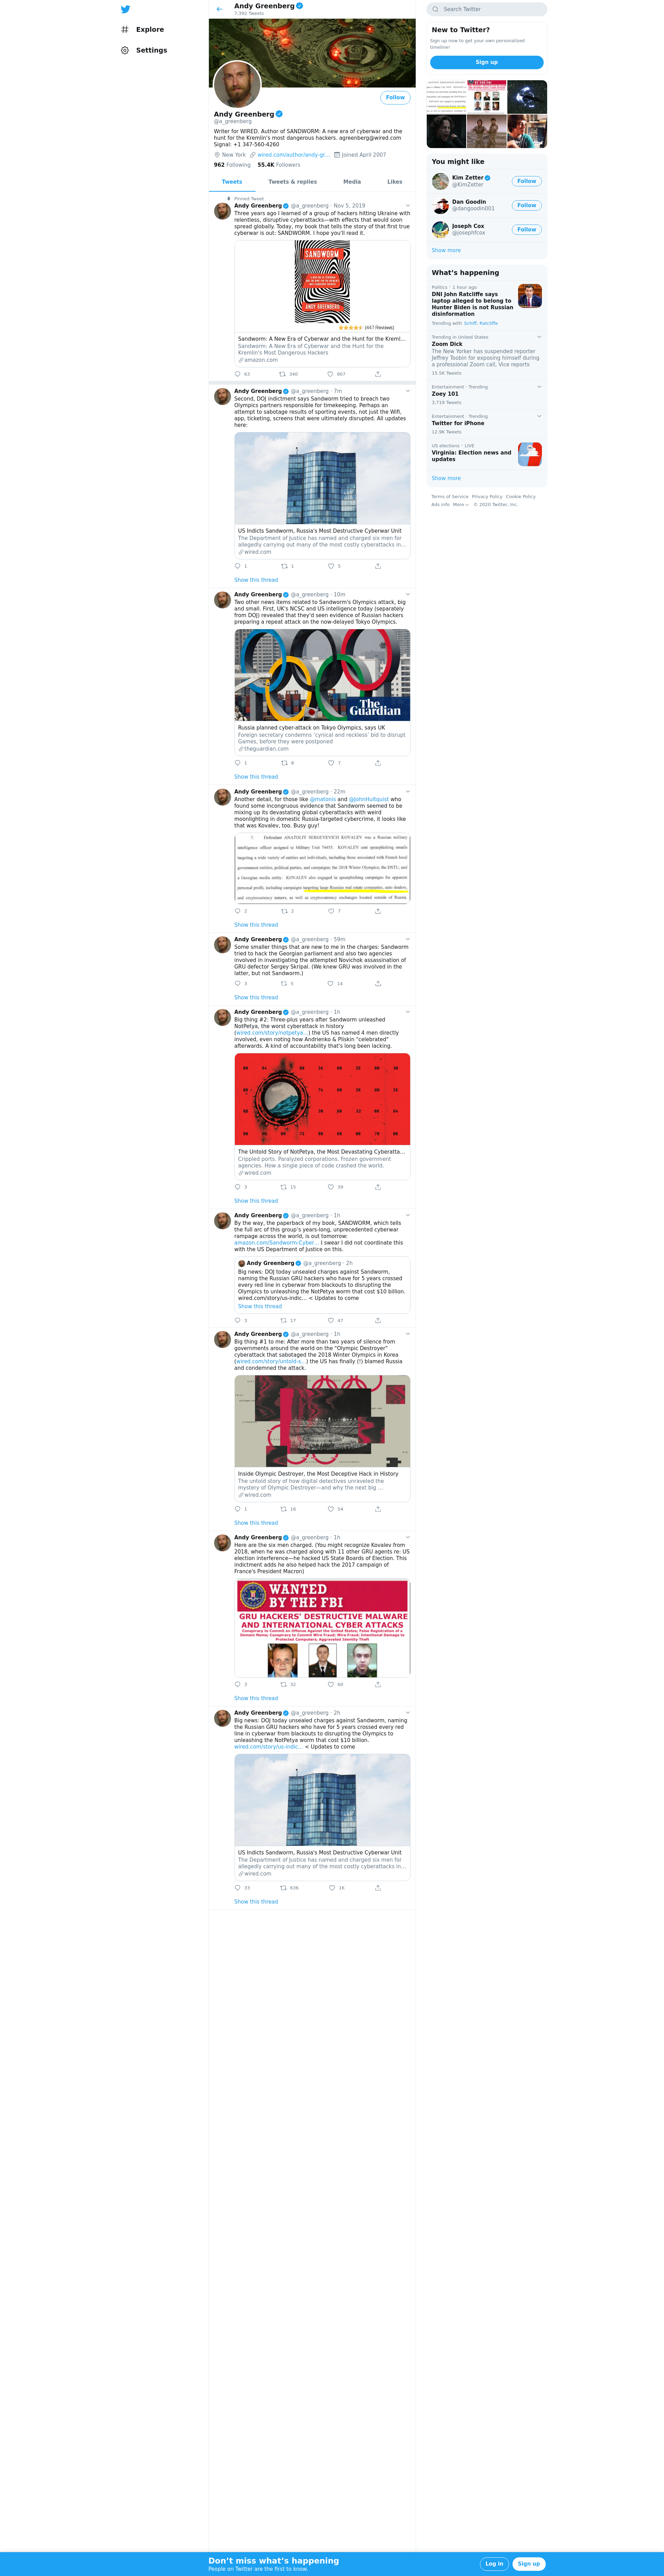 Explore
Settings
Andy Greenberg
7,392 Tweets
Follow
Andy Greenberg
@a_greenberg
Writer for WIRED. Author of SANDWORM: A new era of cyberwar and the
hunt for the Kremlin's most dangerous hackers. agreenberg@wired.com
Signal: +1 347-560-4260
New York wired.com/author/andy-gr... Joined April 2007
962 Following 55.4K Followers
Tweets Tweets & replies Media Likes
Pinned Tweet
Andy Greenberg @a_greenberg · Nov 5, 2019
Three years ago I learned of a group of hackers hitting Ukraine with
relentless, disruptive cyberattacks—with effects that would soon
spread globally. Today, my book that tells the story of that first true
cyberwar is out: SANDWORM. I hope you'll read it.
SANDWORM
ANDY GREENBERG
(447 Reviews)
Sandworm: A New Era of Cyberwar and the Hunt for the Kreml...
Sandworm: A New Era of Cyberwar and the Hunt for the
Kremlin's Most Dangerous Hackers
amazon.com
63 340 807
Andy Greenberg @a_greenberg · 7m
Second, DOJ indictment says Sandworm tried to breach two
Olympics partners responsible for timekeeping. Perhaps an
attempt to sabotage results of sporting events, not just the Wifi,
app, ticketing, screens that were ultimately disrupted. All updates
here:
US Indicts Sandworm, Russia's Most Destructive Cyberwar Unit
The Department of Justice has named and charged six men for
allegedly carrying out many of the most costly cyberattacks in...
wired.com
1 1 5
Show this thread
Andy Greenberg @a_greenberg · 10m
Two other news items related to Sandworm's Olympics attack, big
and small. First, UK's NCSC and US intelligence today (separately
from DOJ) revealed that they'd seen evidence of Russian hackers
preparing a repeat attack on the now-delayed Tokyo Olympics.
The
Guardian
Russia planned cyber-attack on Tokyo Olympics, says UK
Foreign secretary condemns 'cynical and reckless' bid to disrupt
Games, before they were postponed
theguardian.com
1 8 7
Show this thread
Andy Greenberg @a_greenberg · 22m
Another detail, for those like @matonis and @JohnHultquist who
found some incongruous evidence that Sandworm seemed to be
mixing up its devastating global cyberattacks with weird
moonlighting in domestic Russia-targeted cybercrime, it looks like
that was Kovalev, too. Busy guy!
7. Defendant ANATOLIY SERGEYEVICH KOVALEV was a Russian military
intelligence officer assigned to Military Unit 74455. KOVALEV sent spearphishing emails
targeting a wide variety of entities and individuals, including those associated with French local
government entities, political parties, and campaigns; the 2018 Winter Olympics; the DSTL; and
a Georgian media entity. KOVALEV also engaged in spearphishing campaigns for apparent
personal profit, including campaigns targeting large Russian real estate companies, auto dealers,
and cryptocurrency miners, as well as cryptocurrency exchanges located outside of Russia.
2 2 7
Show this thread
Andy Greenberg @a_greenberg · 59m
Some smaller things that are new to me in the charges: Sandworm
tried to hack the Georgian parliament and also two agencies
involved in investigating the attempted Novichok assassination of
GRU defector Sergey Skripal. (We knew GRU was involved in the
latter, but not Sandworm.)
3 5 14
Show this thread
Andy Greenberg @a_greenberg · 1h
Big thing #2: Three-plus years after Sandworm unleashed
NotPetya, the worst cyberattack in history
(wired.com/story/notpetya...) the US has named 4 men directly
involved, even noting how Andrienko & Pliskin "celebrated"
afterwards. A kind of accountability that's long been lacking.
The Untold Story of NotPetya, the Most Devastating Cyberatta...
Crippled ports. Paralyzed corporations. Frozen government
agencies. How a single piece of code crashed the world.
wired.com
3 15 39
Show this thread
Andy Greenberg @a_greenberg · 1h
By the way, the paperback of my book, SANDWORM, which tells
the full arc of this group's years-long, unprecedented cyberwar
rampage across the world, is out tomorrow:
amazon.com/Sandworm-Cyber... I swear I did not coordinate this
with the US Department of Justice on this.
Andy Greenberg @a_greenberg · 2h
Big news: DOJ today unsealed charges against Sandworm,
naming the Russian GRU hackers who have for 5 years crossed
every red line in cyberwar from blackouts to disrupting the
Olympics to unleashing the NotPetya worm that cost $10 billion.
wired.com/story/us-indic... < Updates to come
Show this thread
3 17 47
Andy Greenberg @a_greenberg · 1h
Big thing #1 to me: After more than two years of silence from
governments around the world on the "Olympic Destroyer"
cyberattack that sabotaged the 2018 Winter Olympics in Korea
(wired.com/story/untold-s...) the US has finally (!) blamed Russia
and condemned the attack.
Inside Olympic Destroyer, the Most Deceptive Hack in History
The untold story of how digital detectives unraveled the
mystery of Olympic Destroyer—and why the next big ...
wired.com
1 16 54
Show this thread
Andy Greenberg @a_greenberg · 1h
Here are the six men charged. (You might recognize Kovalev from
2018, when he was charged along with 11 other GRU agents re: US
election interference—he hacked US State Boards of Election. This
indictment adds he also helped hack the 2017 campaign of
France's President Macron)
WANTED
BY THE FBI
GRU HACKERS' DESTRUCTIVE MALWARE
AND INTERNATIONAL CYBER ATTACKS
Conspiracy to Commit an Offense Against the United States; False Registration of a
Domain Name; Conspiracy to Commit Wire Fraud; Wire Fraud; Intentional Damage to
Protected Computers; Aggravated Identity Theft
3 32 60
Show this thread
Andy Greenberg @a_greenberg · 2h
Big news: DOJ today unsealed charges against Sandworm, naming
the Russian GRU hackers who have for 5 years crossed every red
line in cyberwar from blackouts to disrupting the Olympics to
unleashing the NotPetya worm that cost $10 billion.
wired.com/story/us-indic... < Updates to come
US Indicts Sandworm, Russia's Most Destructive Cyberwar Unit
The Department of Justice has named and charged six men for
allegedly carrying out many of the most costly cyberattacks in...
wired.com
33 636 1K
Show this thread
Search Twitter
New to Twitter?
Sign up now to get your own personalized
timeline!
Sign up
You might like
Kim Zetter
@KimZetter
Follow
Dan Goodin
@dangoodin001
Follow
Joseph Cox
@josephfcox
Follow
Show more
What's happening
Politics · 1 hour ago
DNI John Ratcliffe says
laptop alleged to belong to
Hunter Biden is not Russian
disinformation
Trending with Schiff, Ratcliffe
Trending in United States
Zoom Dick
The New Yorker has suspended reporter
Jeffrey Toobin for exposing himself during
a professional Zoom call, Vice reports
15.5K Tweets
Entertainment · Trending
Zoey 101
3,719 Tweets
Entertainment · Trending
Twitter for iPhone
12.9K Tweets
US elections · LIVE
Virginia: Election news and
updates
Show more
Terms of Service Privacy Policy Cookie Policy
Ads info More © 2020 Twitter, Inc.
Don't miss what's happening
People on Twitter are the first to know.
Log in
Sign up